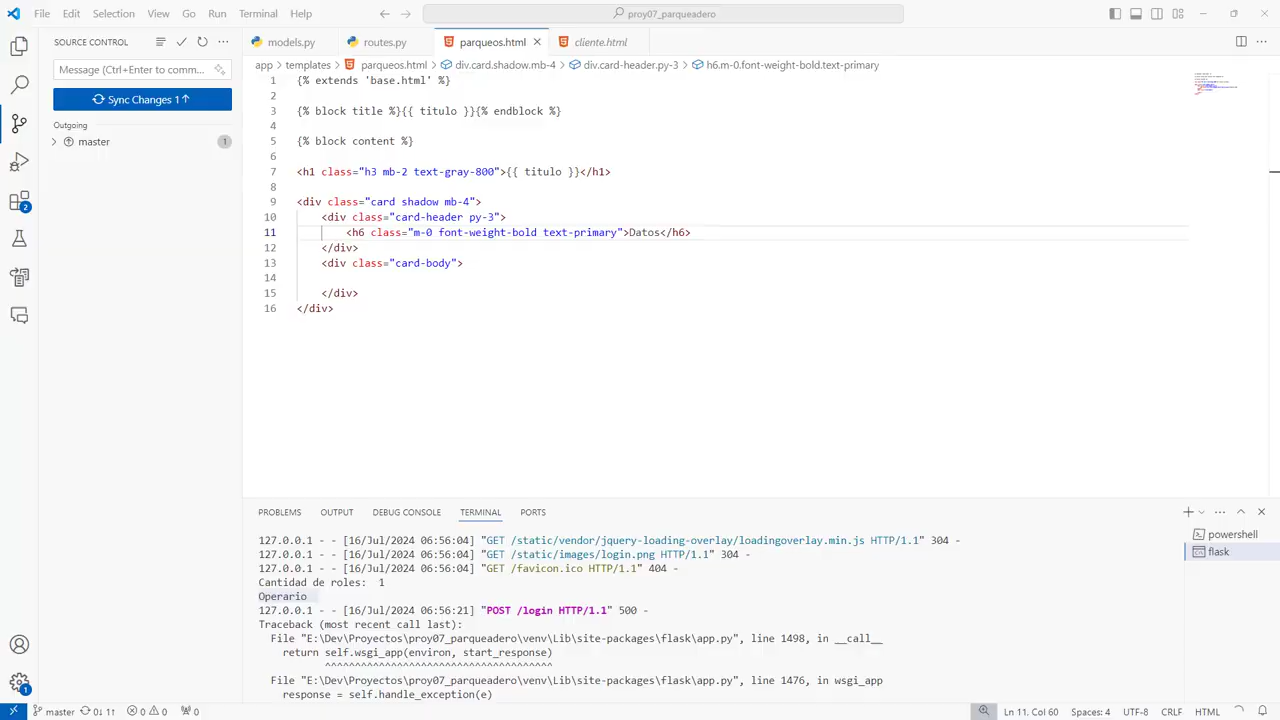 File Edit Selection View Go Run Terminal Help
proy07_parqueadero
SOURCE CONTROL
models.py routes.py parqueos.html cliente.html
app > templates > parqueos.html > div.card.shadow.mb-4 > div.card-header.py-3 > h6.m-0.font-weight-bold.text-primary
Message (Ctrl+Enter to comm...
Sync Changes 1↑
Outgoing
master 1
1 {% extends 'base.html' %}
2
3 {% block title %}{{ titulo }}{% endblock %}
4
5 {% block content %}
6
7 <h1 class="h3 mb-2 text-gray-800">{{ titulo }}</h1>
8
9 <div class="card shadow mb-4">
10 <div class="card-header py-3">
11 <h6 class="m-0 font-weight-bold text-primary">Datos</h6>
12 </div>
13 <div class="card-body">
14
15 </div>
16 </div>
2
1
PROBLEMS OUTPUT DEBUG CONSOLE TERMINAL PORTS
powershell
flask
127.0.0.1 - - [16/Jul/2024 06:56:04] "GET /static/vendor/jquery-loading-overlay/loadingoverlay.min.js HTTP/1.1" 304 -
127.0.0.1 - - [16/Jul/2024 06:56:04] "GET /static/images/login.png HTTP/1.1" 304 -
127.0.0.1 - - [16/Jul/2024 06:56:04] "GET /favicon.ico HTTP/1.1" 404 -
Cantidad de roles:  1
Operario
127.0.0.1 - - [16/Jul/2024 06:56:21] "POST /login HTTP/1.1" 500 -
Traceback (most recent call last):
File "E:\Dev\Proyectos\proy07_parqueadero\venv\Lib\site-packages\flask\app.py", line 1498, in __call__
return self.wsgi_app(environ, start_response)
^^^^^^^^^^^^^^^^^^^^^^^^^^^^^^^^^^^^^^
File "E:\Dev\Proyectos\proy07_parqueadero\venv\Lib\site-packages\flask\app.py", line 1476, in wsgi_app
response = self.handle_exception(e)
master 0↓ 1↑ 0 0 0 Ln 11, Col 60 Spaces: 4 UTF-8 CRLF HTML